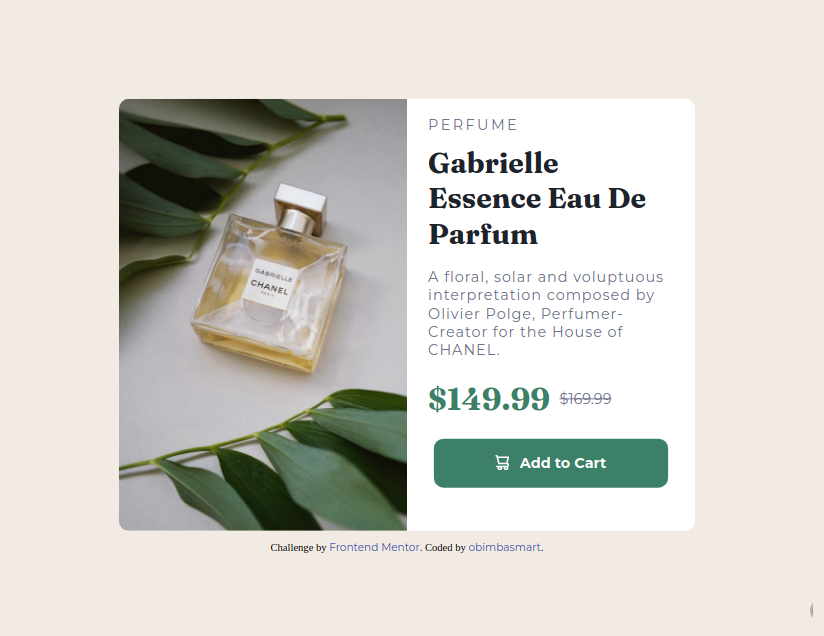 PERFUME
Gabrielle
Essence Eau De
Parfum
A floral, solar and voluptuous
interpretation composed by
Olivier Polge, Perfumer-
Creator for the House of
CHANEL.
$149.99 $169.99
Add to Cart
GABRIELLE
CHANEL
PARIS
Challenge by Frontend Mentor. Coded by obimbasmart.